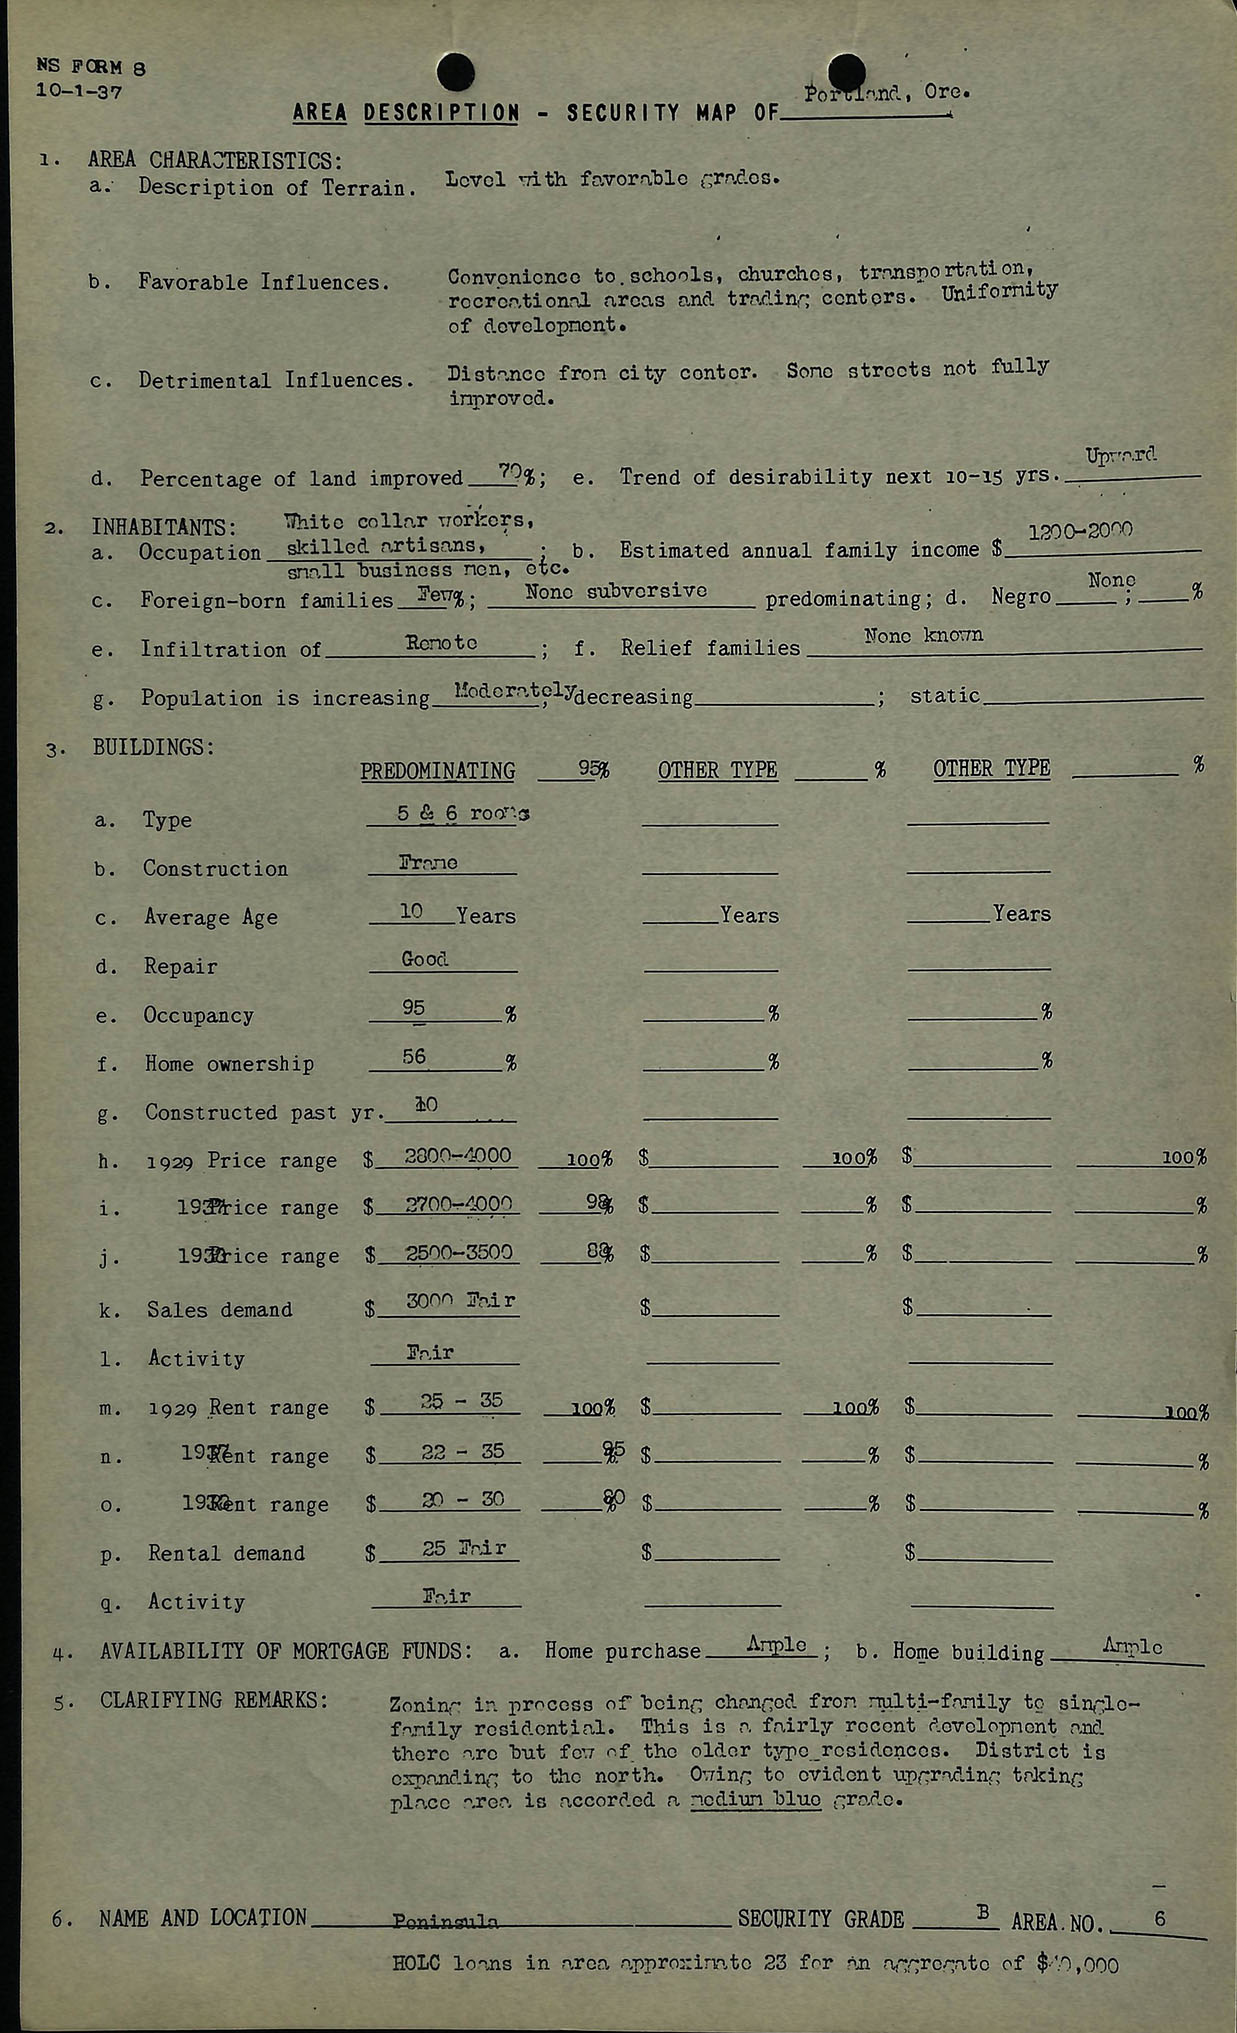 NS FORM 8
10-1-37
Portland, Ore.
AREA DESCRIPTION - SECURITY MAP OF
1. AREA CHARACTERISTICS:
a. Description of Terrain. Level with favorable grades.
b. Favorable Influences. Convenience to schools, churches, transportation,
recreational areas and trading centers. Uniformity
of development.
c. Detrimental Influences. Distance from city center. Some streets not fully
improved.
d. Percentage of land improved 70%; e. Trend of desirability next 10-15 yrs. Upward
2. INHABITANTS: White collar workers,
a. Occupation skilled artisans, ; b. Estimated annual family income $ 1200-2000
small business men, etc.
c. Foreign-born families Few%; None subversive predominating; d. Negro None; %
e. Infiltration of Remote ; f. Relief families None known
g. Population is increasing Moderately; decreasing ; static
3. BUILDINGS:
PREDOMINATING 95% OTHER TYPE % OTHER TYPE %
a. Type 5 & 6 rooms
b. Construction Frame
c. Average Age 10 Years Years Years
d. Repair Good
e. Occupancy 95 % % %
f. Home ownership 56 % % %
g. Constructed past yr. 10
h. 1929 Price range $ 2800-4000 100% $ 100% $ 100%
i. Price range $ 2700-4000 98% $ % $ %
j. Price range $ 2500-3500 88% $ % $ %
k. Sales demand $ 3000 Fair $ $
l. Activity Fair
m. 1929 Rent range $ 25 - 35 100% $ 100% $ 100%
n. 1937 Rent range $ 22 - 35 95% $ % $ %
o. Rent range $ 20 - 30 80% $ % $ %
p. Rental demand $ 25 Fair $ $
q. Activity Fair
4. AVAILABILITY OF MORTGAGE FUNDS: a. Home purchase Ample ; b. Home building Ample
5. CLARIFYING REMARKS: Zoning in process of being changed from multi-family to single-
family residential. This is a fairly recent development and
there are but few of the older type residences. District is
expanding to the north. Owing to evident upgrading taking
place area is accorded a medium blue grade.
6. NAME AND LOCATION Peninsula SECURITY GRADE B AREA NO. 6
HOLC loans in area approximate 23 for an aggregate of